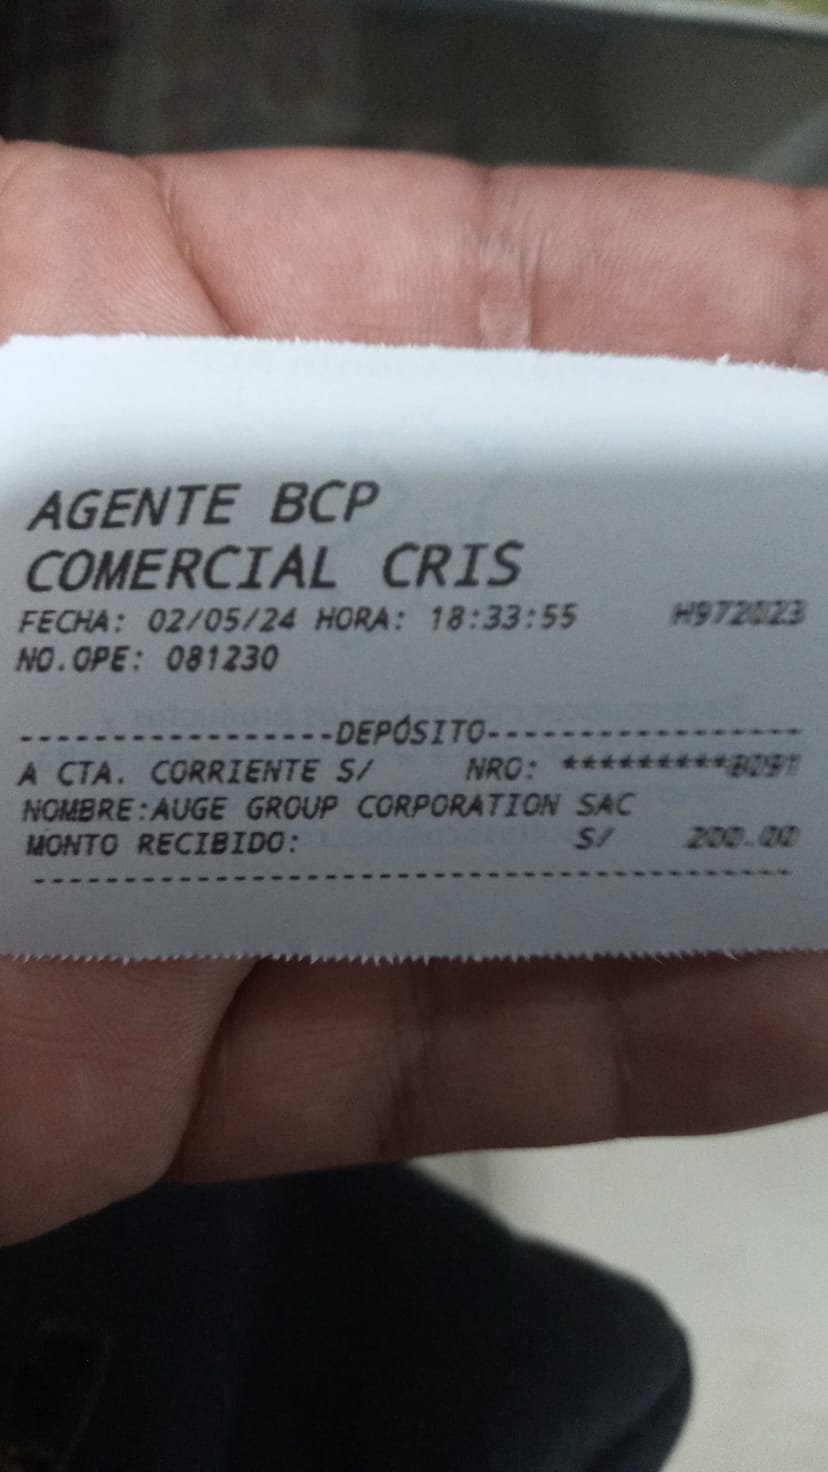 AGENTE BCP
COMERCIAL CRIS
FECHA: 02/05/24 HORA: 18:33:55 H972023
NO.OPE: 081230
------------------DEPÓSITO------------------
A CTA. CORRIENTE S/ NRO:
NOMBRE:AUGE GROUP CORPORATION SAC
MONTO RECIBIDO: S/ 200.00